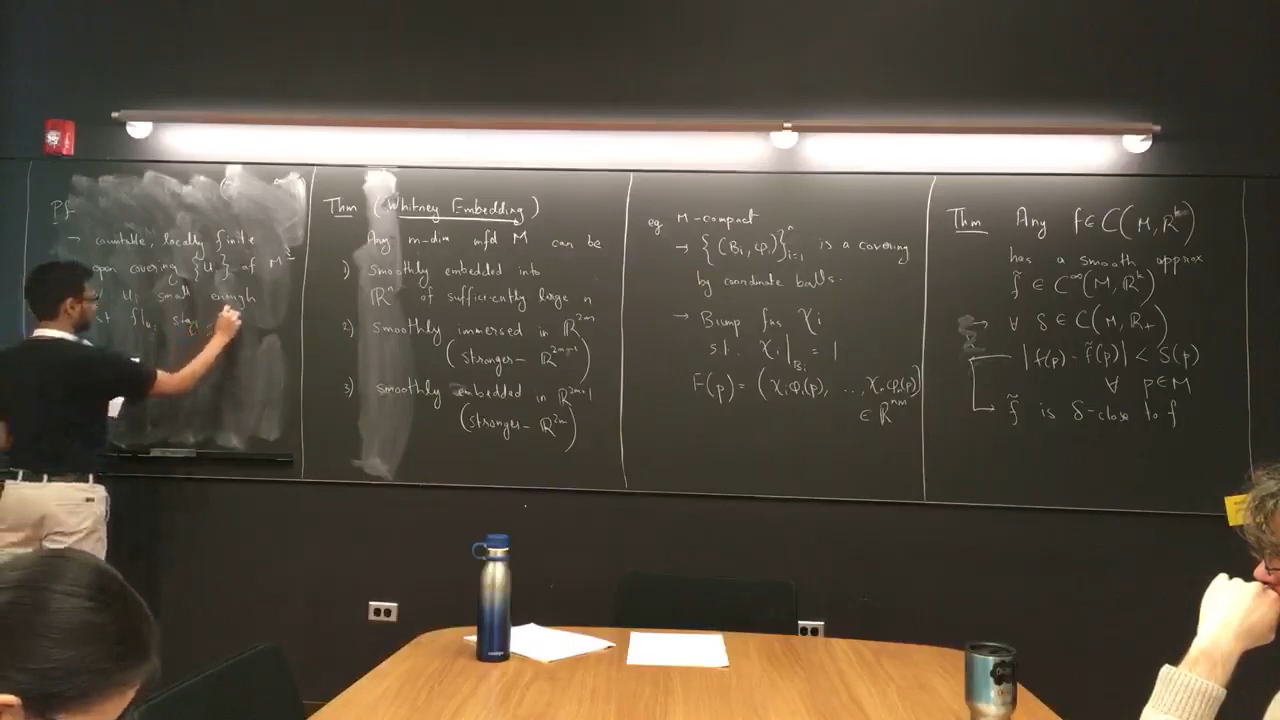 Pf
→ countable, locally finite
open covering {Ui} of M
Ui small enough
st f|Ui stay
Thm (Whitney Embedding)
Any m-dim mfd M can be
1) smoothly embedded into
ℝⁿ of sufficiently large n
2) smoothly immersed in ℝ²ᵐ
(stronger – ℝ²ᵐ⁻¹)
3) smoothly embedded in ℝ²ᵐ⁺¹
(stronger – ℝ²ᵐ)
eg M-compact
→ {(Bi, φi)}ⁿᵢ₌₁ is a covering
by coordinate balls.
→ Bump fns χi
s.t. χi|Bi = 1
F(p) = (χ₁φ₁(p), ..., χₙφₙ(p))
∈ ℝⁿᵐ
Thm Any f ∈ C(M, ℝᵏ)
has a smooth approx
f̃ ∈ C^∞(M, ℝᵏ)
→ ∀ δ ∈ C(M, ℝ₊)
|f(p) - f̃(p)| < δ(p)
∀ p ∈ M
f̃ is δ-close to f